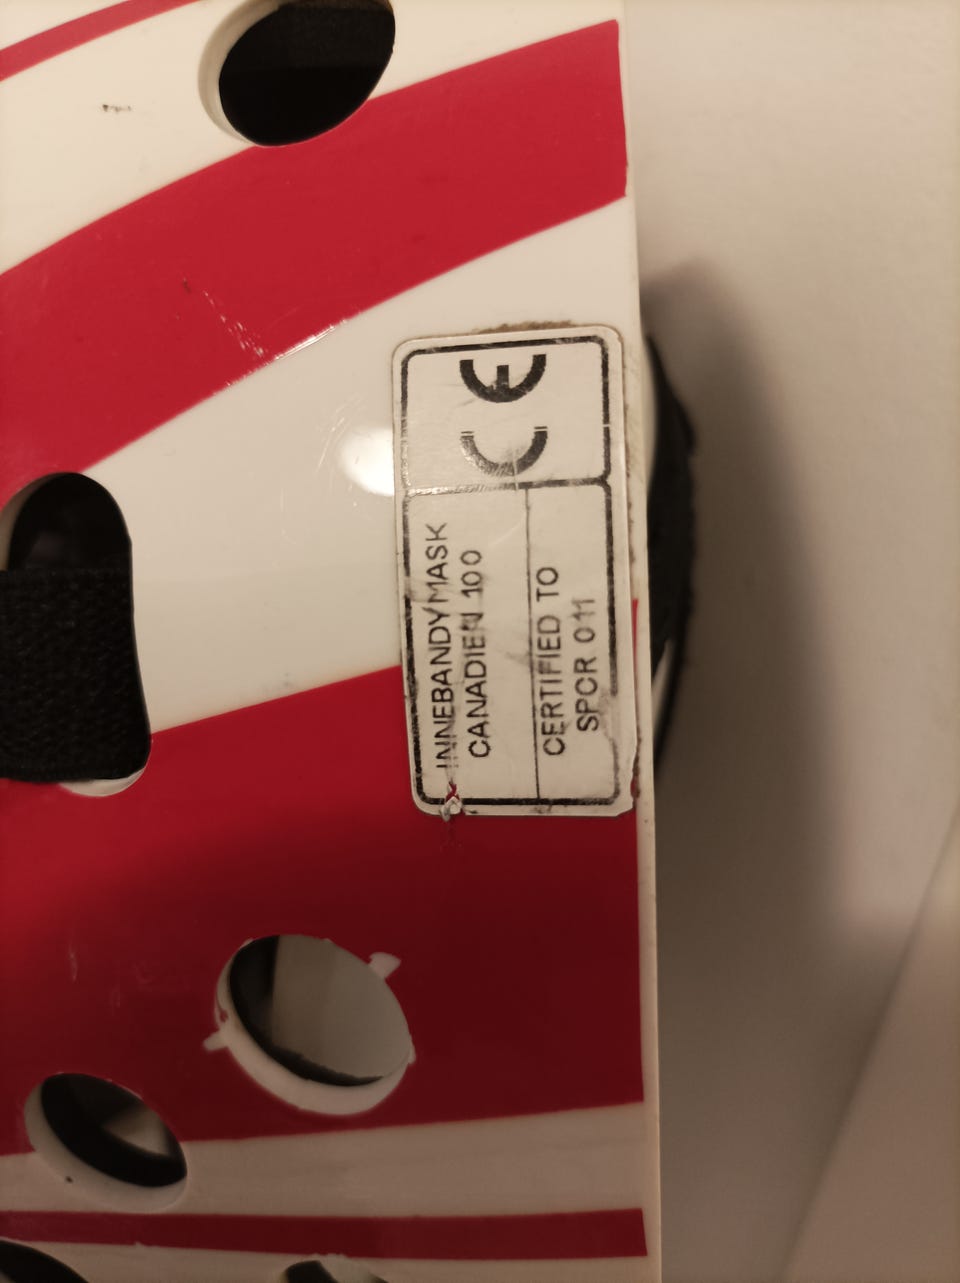 CE
INNEBANDYMASK
CANADIEN 100
CERTIFIED TO
SPCR 011